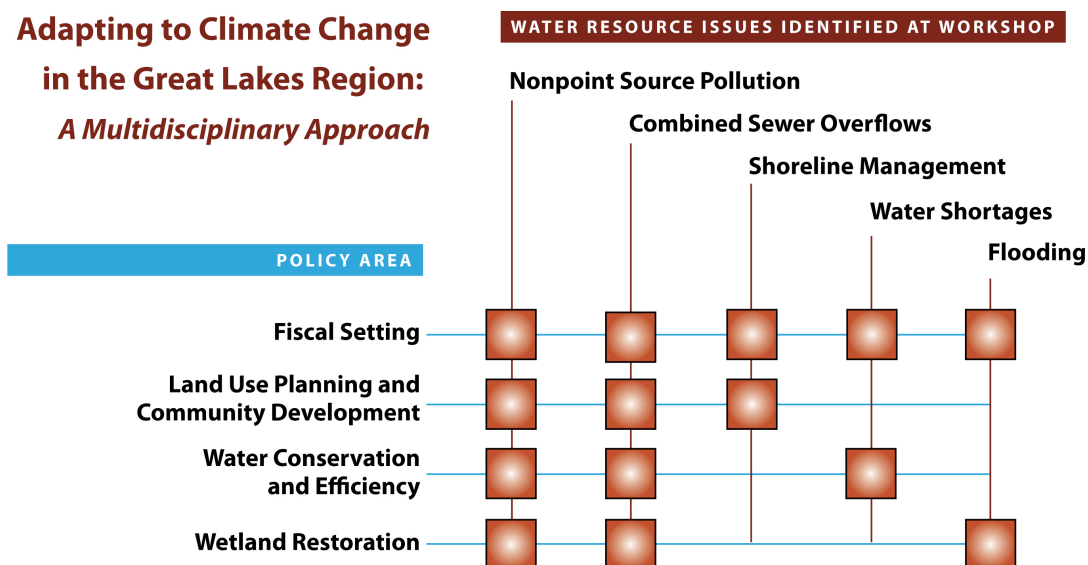 Adapting to Climate Change
in the Great Lakes Region:
A Multidisciplinary Approach
WATER RESOURCE ISSUES IDENTIFIED AT WORKSHOP
Nonpoint Source Pollution
Combined Sewer Overflows
Shoreline Management
Water Shortages
Flooding
POLICY AREA
Fiscal Setting
Land Use Planning and
Community Development
Water Conservation
and Efficiency
Wetland Restoration